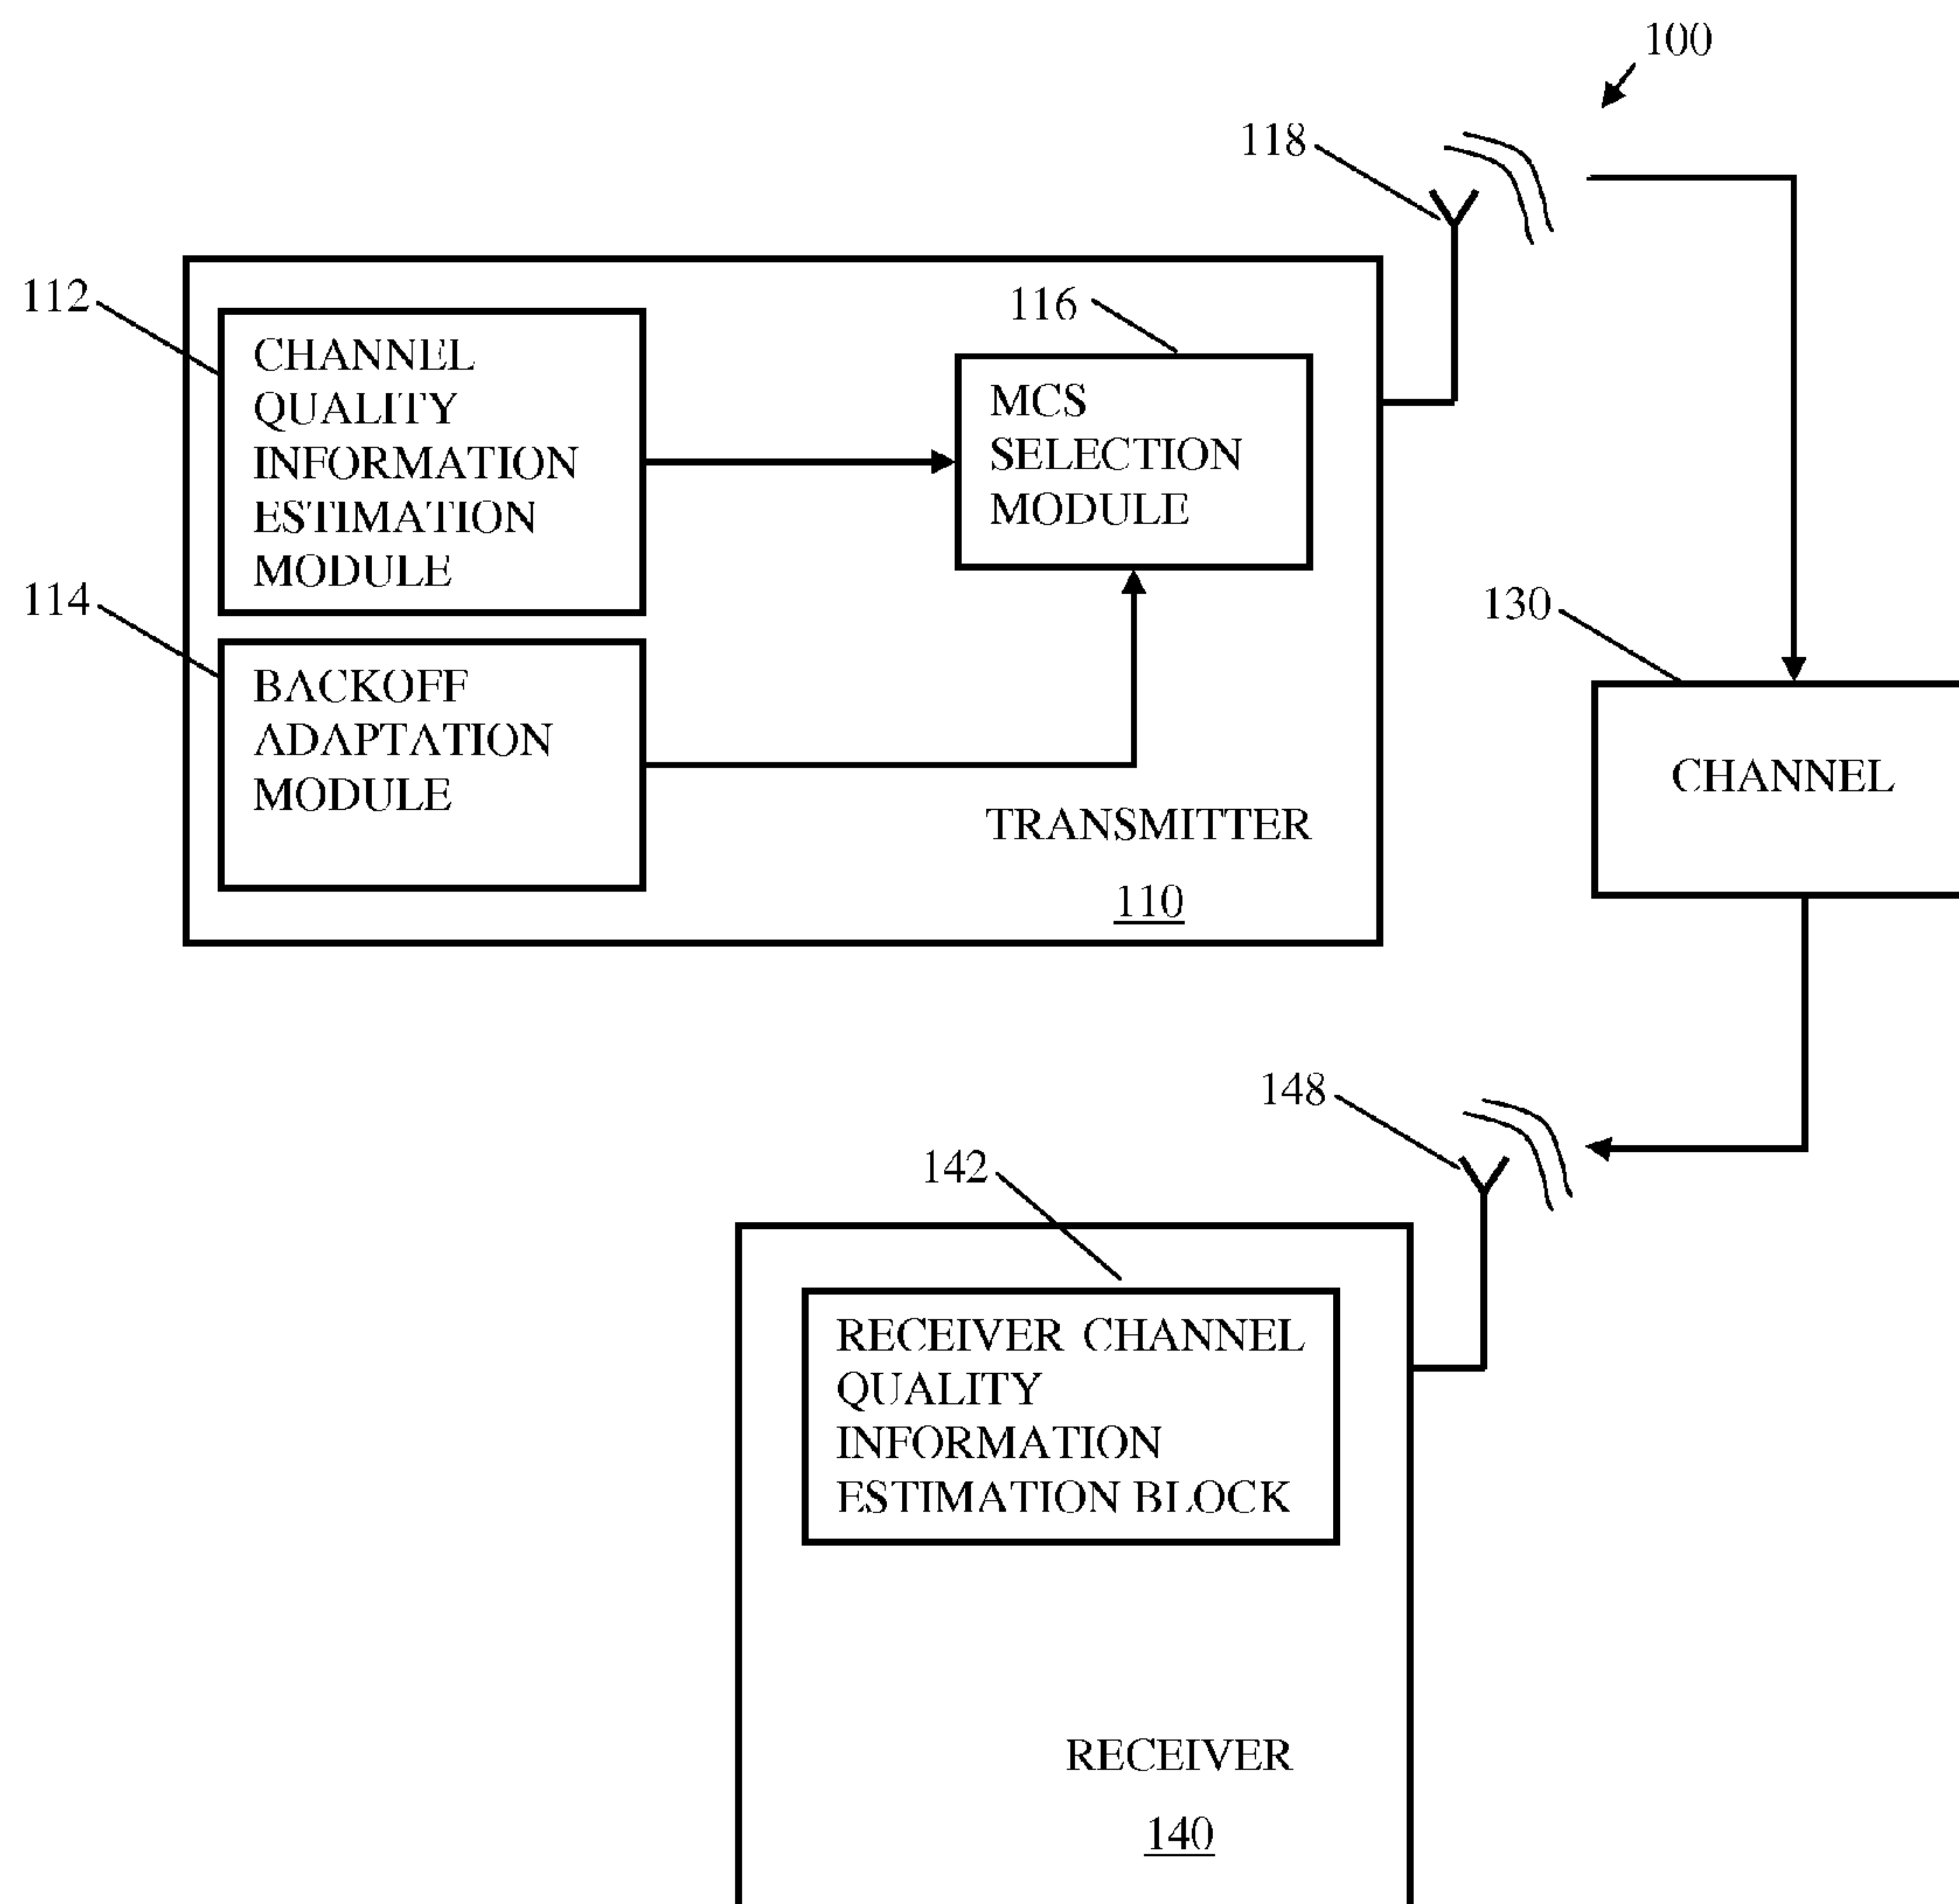 100
118
112
116
CHANNEL
QUALITY
INFORMATION
ESTIMATION
MODULE
MCS
SELECTION
MODULE
114
BACKOFF
ADAPTATION
MODULE
TRANSMITTER
110
130
CHANNEL
148
142
RECEIVER CHANNEL
QUALITY
INFORMATION
ESTIMATION BLOCK
RECEIVER
140